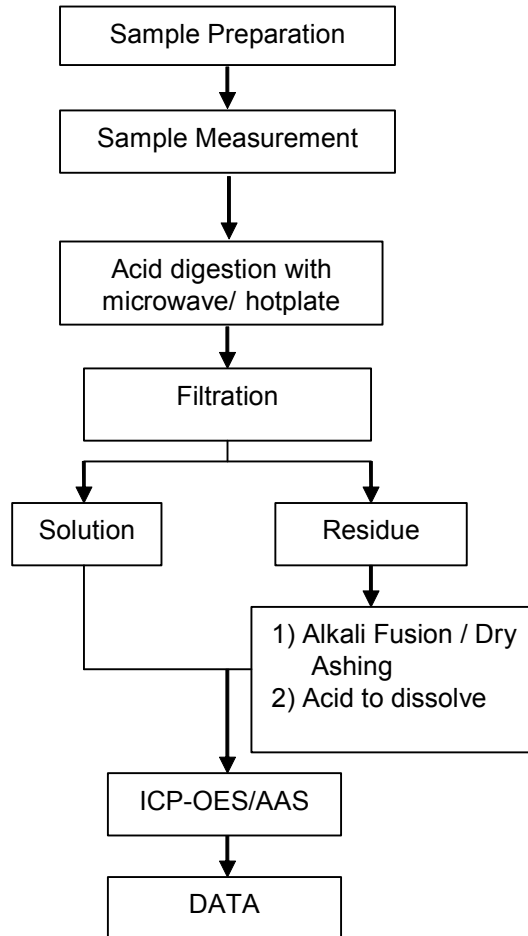 Sample Preparation
Sample Measurement
Acid digestion with
microwave/ hotplate
Filtration
Solution
Residue
1) Alkali Fusion / Dry
Ashing
2) Acid to dissolve
ICP-OES/AAS
DATA